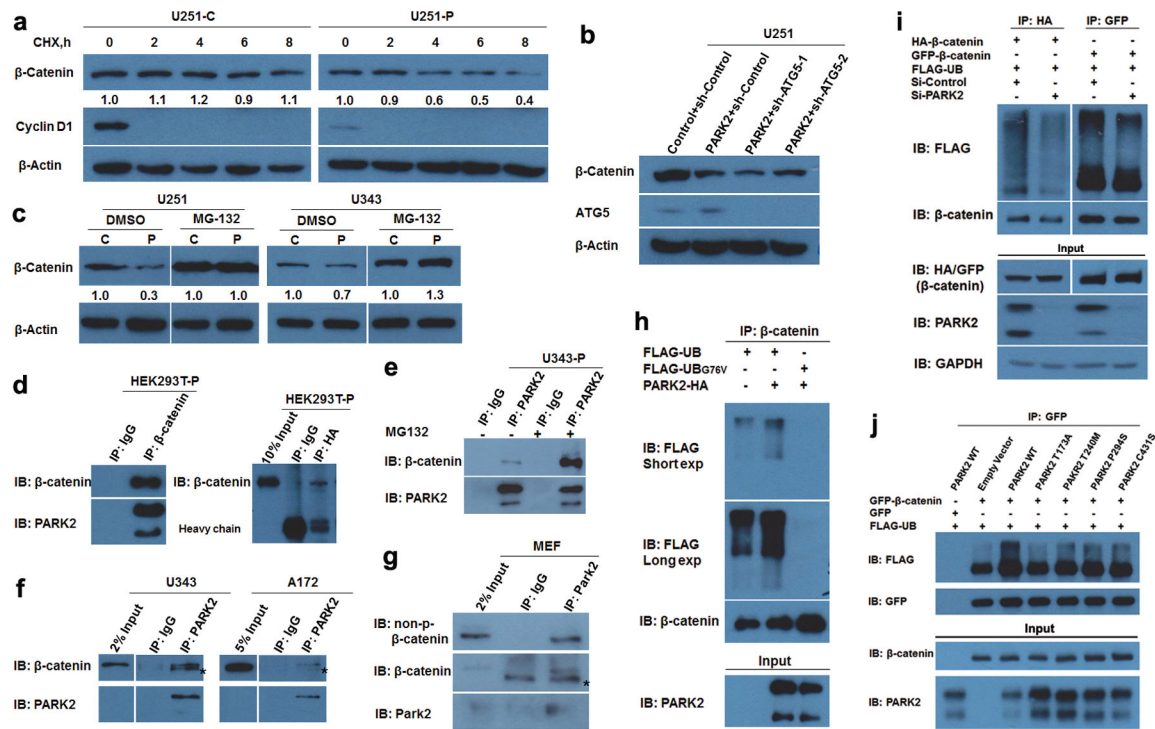 a
U251-C
U251-P
CHX,h
0 2 4 6 8
0 2 4 6 8
β-Catenin
1.0 1.1 1.2 0.9 1.1
1.0 0.9 0.6 0.5 0.4
Cyclin D1
β-Actin
b
U251
Control+sh-Control
PARK2+sh-Control
PARK2+sh-ATG5-1
PARK2+sh-ATG5-2
β-Catenin
ATG5
β-Actin
c
U251
U343
DMSO
MG-132
DMSO
MG-132
C P C P
C P C P
β-Catenin
1.0 0.3 1.0 1.0
1.0 0.7 1.0 1.3
β-Actin
d
HEK293T-P
IP: IgG
IP: β-catenin
IB: β-catenin
IB: PARK2
HEK293T-P
10% Input
IP: IgG
IP: HA
IB: β-catenin
Heavy chain
e
U343-P
IP: IgG
IP: PARK2
IP: IgG
IP: PARK2
MG132
- - + +
IB: β-catenin
IB: PARK2
f
U343
A172
2% Input
IP: IgG
IP: PARK2
5% Input
IP: IgG
IP: PARK2
IB: β-catenin
*
*
IB: PARK2
g
MEF
2% Input
IP: IgG
IP: Park2
IB: non-p-
β-catenin
IB: β-catenin
*
IB: Park2
h
IP: β-catenin
FLAG-UB + + -
FLAG-UBG76V - - +
PARK2-HA - + +
IB: FLAG
Short exp
IB: FLAG
Long exp
IB: β-catenin
Input
IB: PARK2
i
IP: HA
IP: GFP
HA-β-catenin + + - -
GFP-β-catenin - - + +
FLAG-UB + + + +
Si-Control + - + -
Si-PARK2 - + - +
IB: FLAG
IB: β-catenin
Input
IB: HA/GFP
(β-catenin)
IB: PARK2
IB: GAPDH
j
IP: GFP
PARK2 WT
Empty Vector
PARK2 WT
PARK2 T173A
PAKR2 T240M
PARK2 P294S
PARK2 C431S
GFP-β-catenin - + + + + + +
GFP + - - - - - -
FLAG-UB + + + + + + +
IB: FLAG
IB: GFP
Input
IB: β-catenin
IB: PARK2